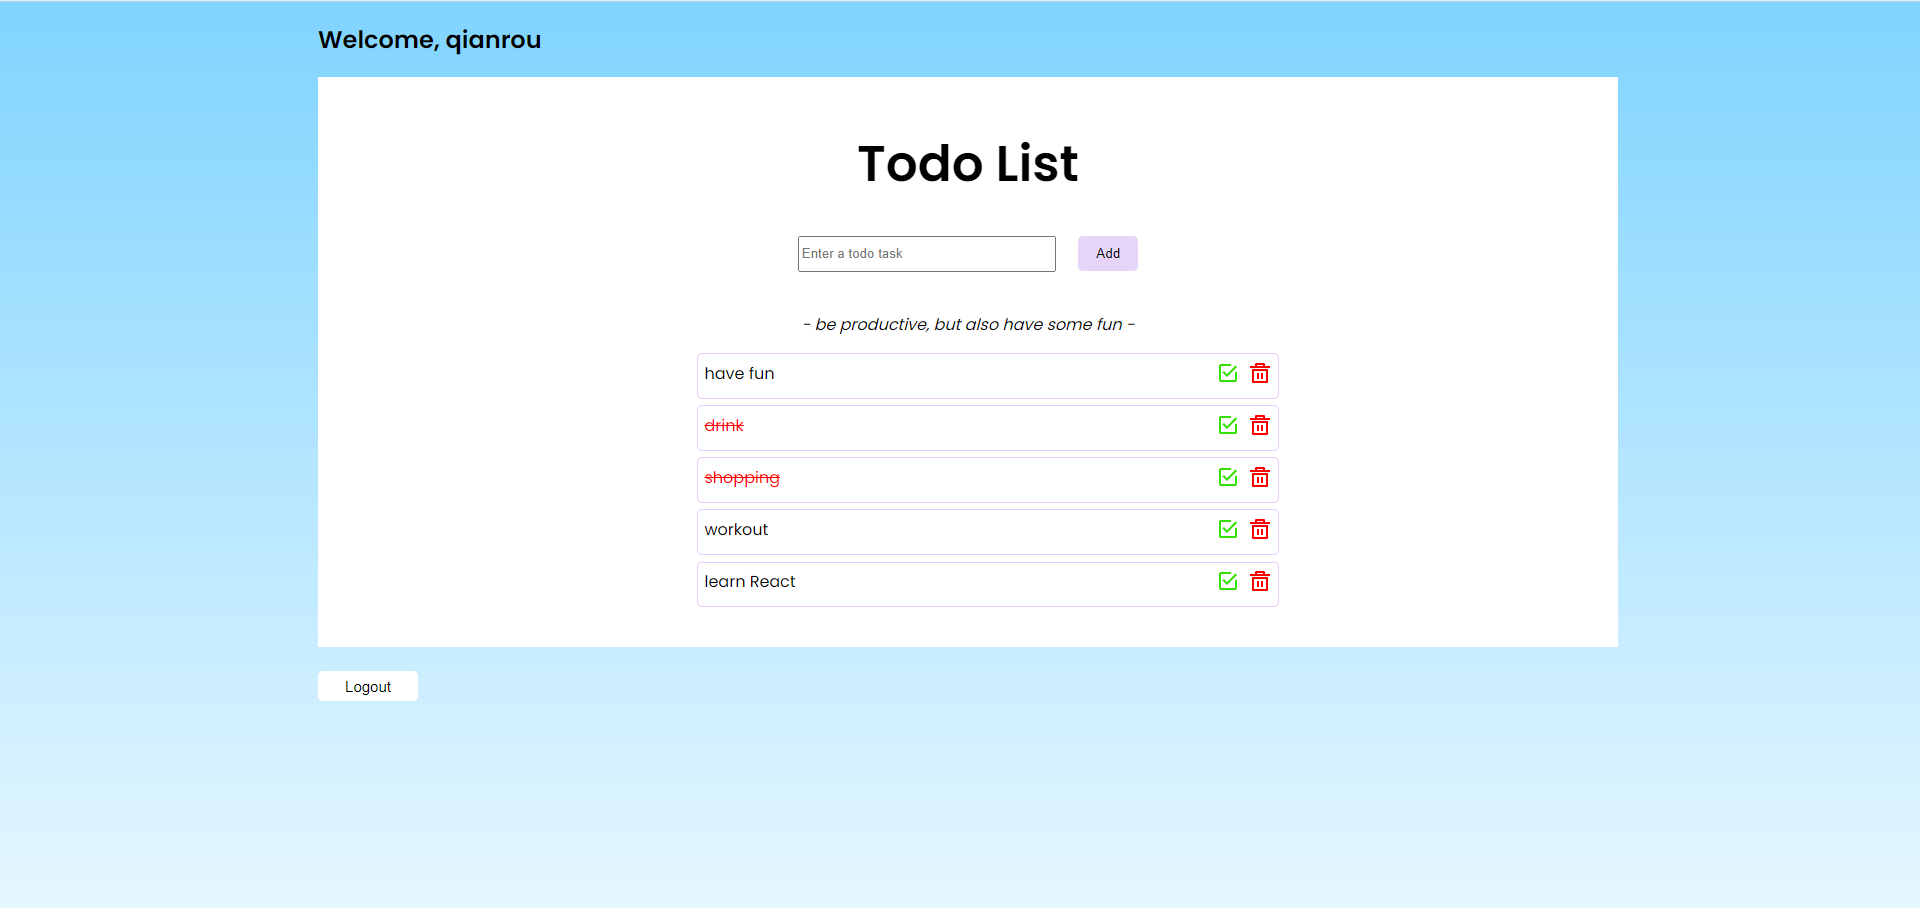 Welcome, qianrou
Todo List
Enter a todo task
Add
- be productive, but also have some fun -
have fun
drink
shopping
workout
learn React
Logout